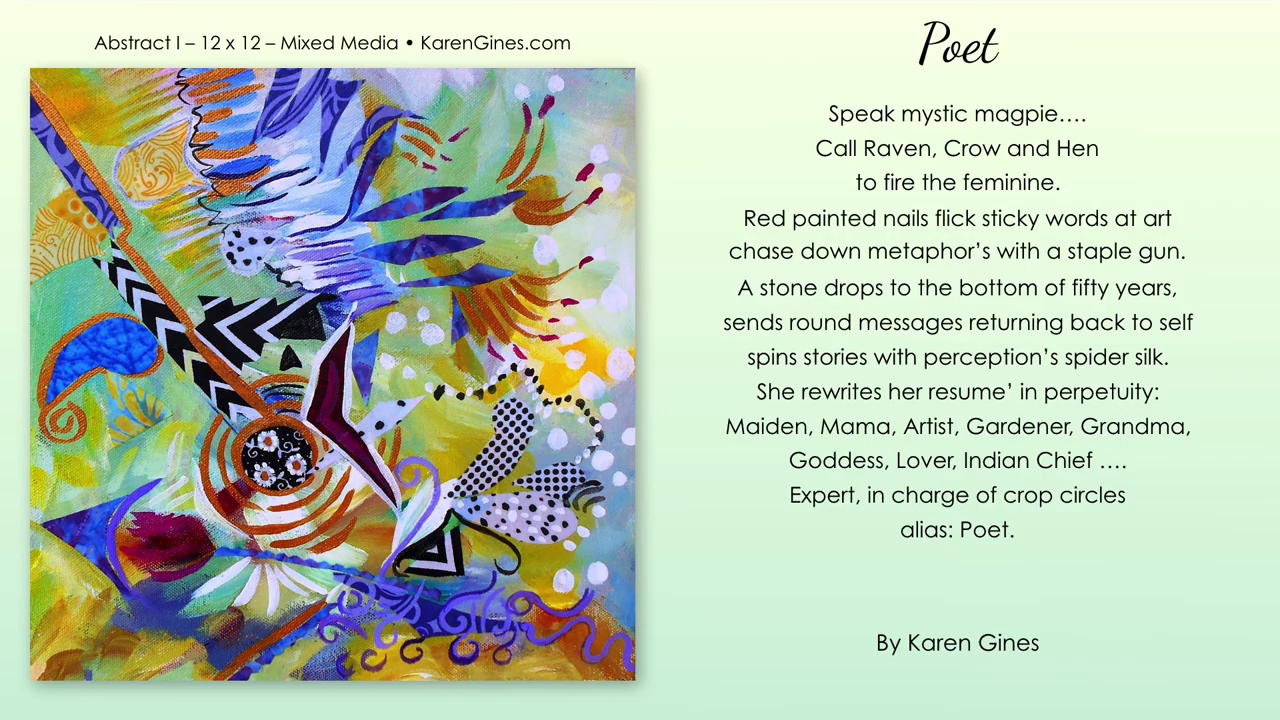 Abstract I – 12 x 12 – Mixed Media • KarenGines.com
Poet
Speak mystic magpie….
Call Raven, Crow and Hen
to fire the feminine.
Red painted nails flick sticky words at art
chase down metaphor’s with a staple gun.
A stone drops to the bottom of fifty years,
sends round messages returning back to self
spins stories with perception’s spider silk.
She rewrites her resume’ in perpetuity:
Maiden, Mama, Artist, Gardener, Grandma,
Goddess, Lover, Indian Chief ….
Expert, in charge of crop circles
alias: Poet.
By Karen Gines